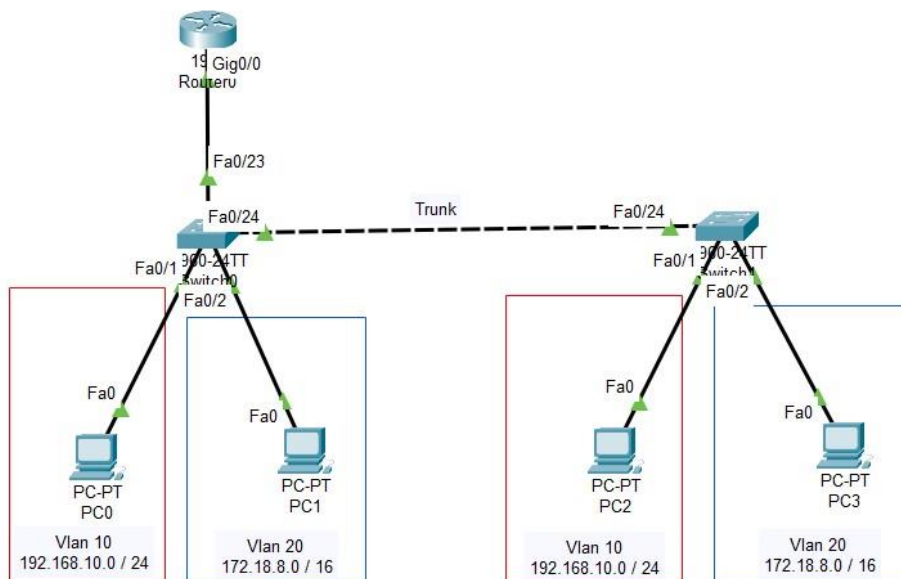 Gig0/0
Router0
Fa0/23
Fa0/24
Trunk
Fa0/24
Fa0/1
Fa0/2
Fa0/1
Fa0/2
Fa0
Fa0
Fa0
Fa0
PC-PT
PC0
PC-PT
PC1
PC-PT
PC2
PC-PT
PC3
Vlan 10
192.168.10.0 / 24
Vlan 20
172.18.8.0 / 16
Vlan 10
192.168.10.0 / 24
Vlan 20
172.18.8.0 / 16